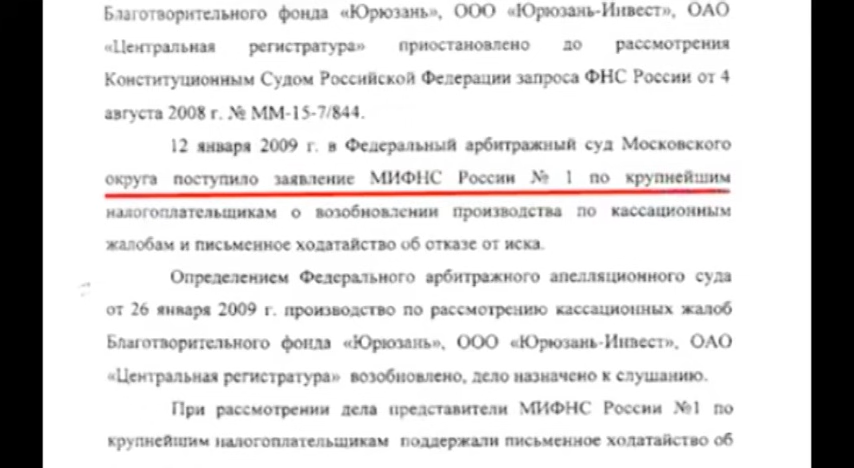 Благотворительного фонда «Юрюзань», ООО «Юрюзань-Инвест», ОАО
«Центральная регистратура» приостановлено до рассмотрения
Конституционным Судом Российской Федерации запроса ФНС России от 4
августа 2008 г. № ММ-15-7/844.
12 января 2009 г. в Федеральный арбитражный суд Московского
округа поступило заявление МИФНС России № 1 по крупнейшим
налогоплательщикам о возобновлении производства по кассационным
жалобам и письменное ходатайство об отказе от иска.
Определением Федерального арбитражного апелляционного суда
от 26 января 2009 г. производство по рассмотрению кассационных жалоб
Благотворительного фонда «Юрюзань», ООО «Юрюзань-Инвест», ОАО
«Центральная регистратура» возобновлено, дело назначено к слушанию.
При рассмотрении дела представители МИФНС России №1 по
крупнейшим налогоплательщикам поддержали письменное ходатайство об